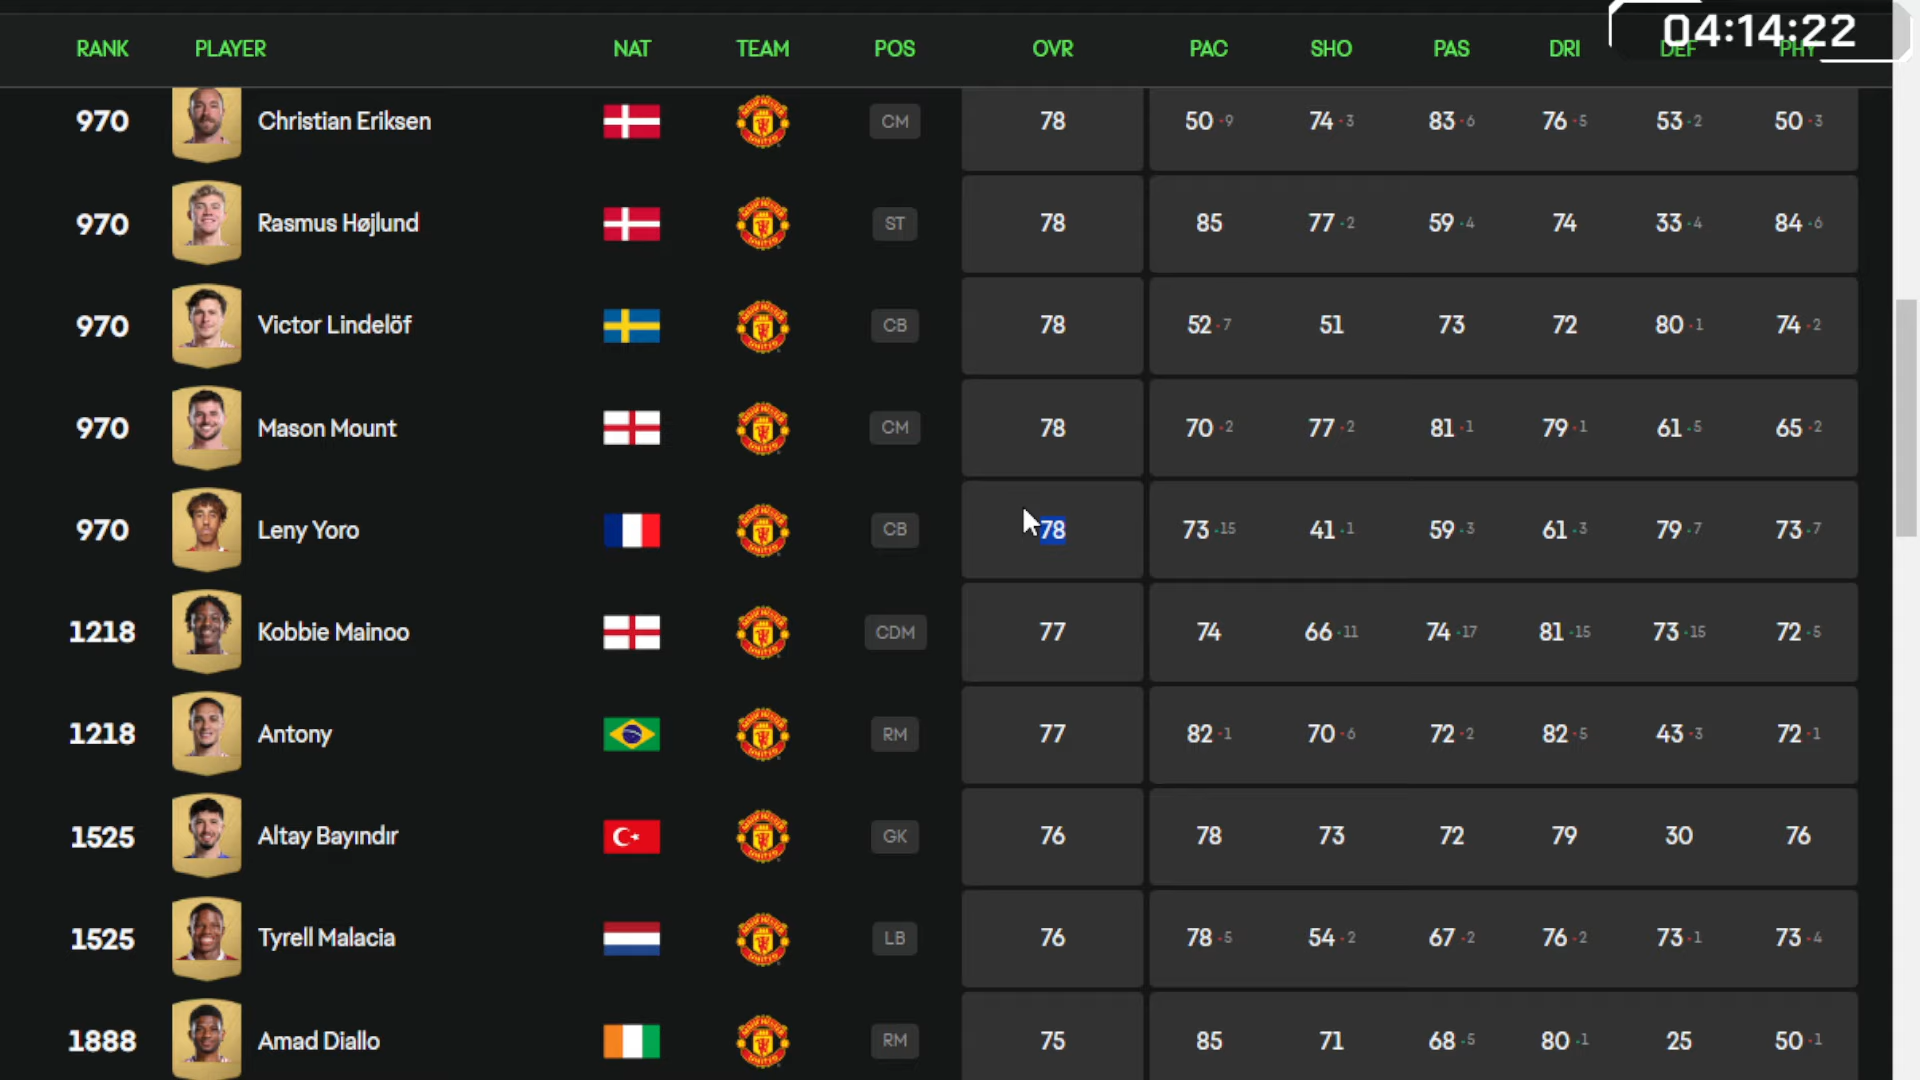 04:14:22
RANK PLAYER NAT TEAM POS OVR PAC SHO PAS DRI DEF PHY
970 Christian Eriksen CM 78 50 9 74 3 83 6 76 5 53 2 50 3
970 Rasmus Højlund ST 78 85 77 2 59 4 74 33 4 84 6
970 Victor Lindelöf CB 78 52 7 51 73 72 80 1 74 2
970 Mason Mount CM 78 70 2 77 2 81 1 79 1 61 5 65 2
970 Leny Yoro CB 78 73 15 41 1 59 3 61 3 79 7 73 7
1218 Kobbie Mainoo CDM 77 74 66 11 74 17 81 15 73 15 72 5
1218 Antony RM 77 82 1 70 6 72 2 82 5 43 3 72 1
1525 Altay Bayındır GK 76 78 73 72 79 30 76
1525 Tyrell Malacia LB 76 78 5 54 2 67 2 76 2 73 1 73 4
1888 Amad Diallo RM 75 85 71 68 5 80 1 25 50 1